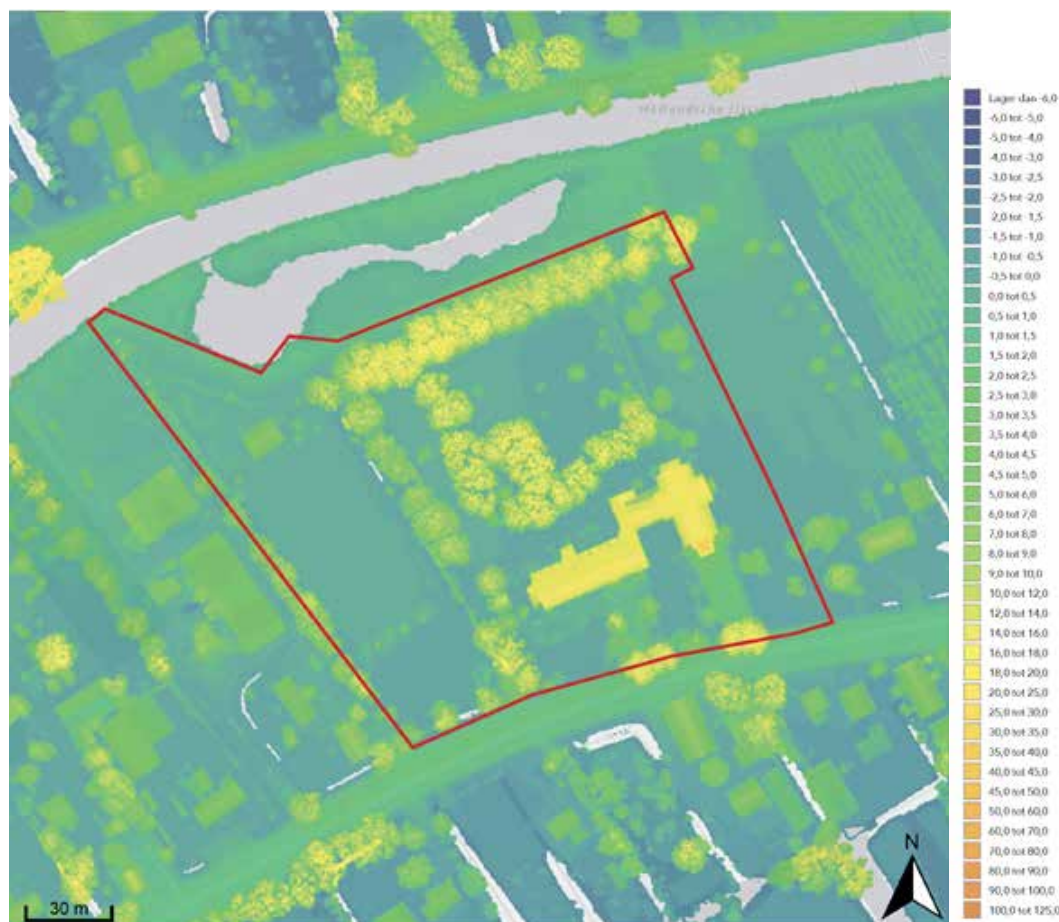 Hollandsche IJssel
Lager dan -6,0
-6,0 tot -5,0
-5,0 tot -4,0
-4,0 tot -3,0
-3,0 tot -2,5
-2,5 tot -2,0
-2,0 tot -1,5
-1,5 tot -1,0
-1,0 tot -0,5
-0,5 tot 0,0
0,0 tot 0,5
0,5 tot 1,0
1,0 tot 1,5
1,5 tot 2,0
2,0 tot 2,5
2,5 tot 3,0
3,0 tot 3,5
3,5 tot 4,0
4,0 tot 4,5
4,5 tot 5,0
5,0 tot 6,0
6,0 tot 7,0
7,0 tot 8,0
8,0 tot 9,0
9,0 tot 10,0
10,0 tot 12,0
12,0 tot 14,0
14,0 tot 16,0
16,0 tot 18,0
18,0 tot 20,0
20,0 tot 25,0
25,0 tot 30,0
30,0 tot 35,0
35,0 tot 40,0
40,0 tot 45,0
45,0 tot 50,0
50,0 tot 60,0
60,0 tot 70,0
70,0 tot 80,0
80,0 tot 90,0
90,0 tot 100,0
100,0 tot 125,0
N
30 m